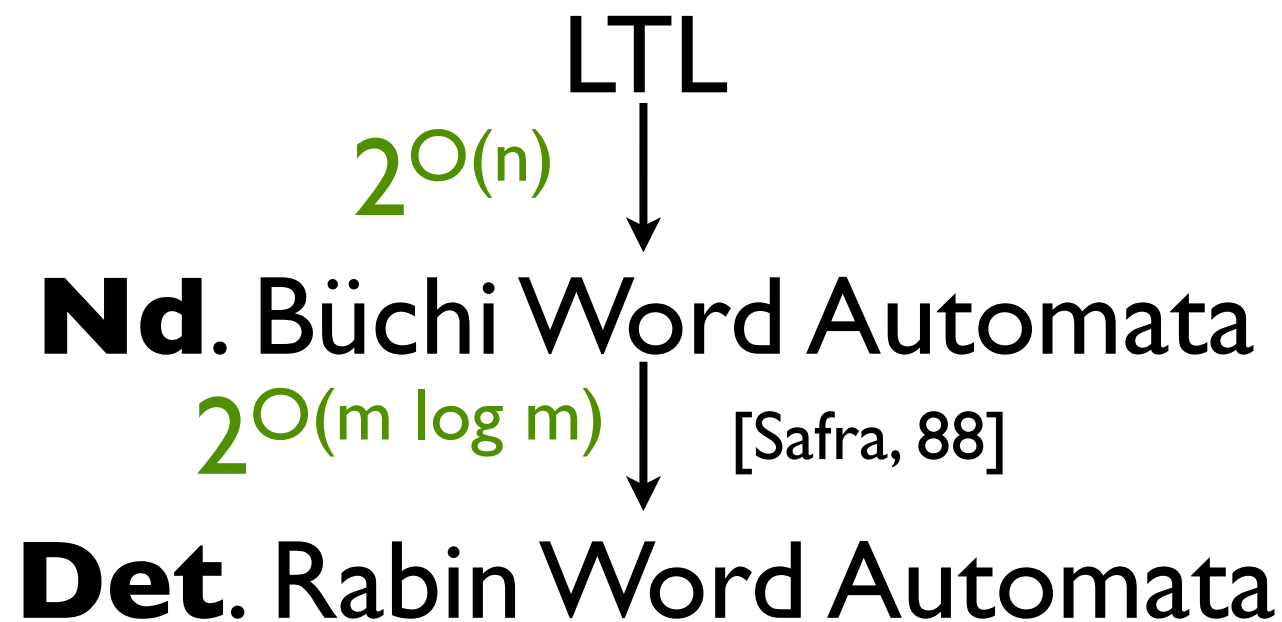 LTL
2^O(n)
Nd. Büchi Word Automata
2^O(m log m) [Safra, 88]
Det. Rabin Word Automata